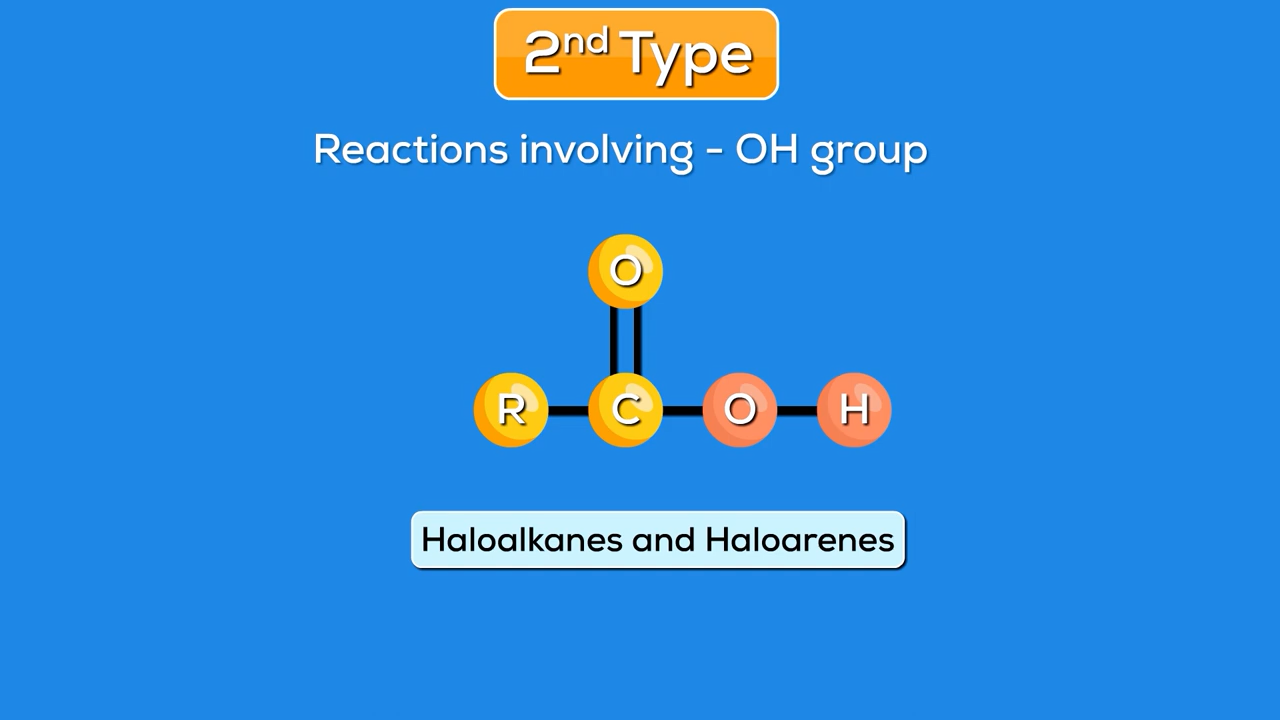 2nd Type
Reactions involving - OH group
O
R C O H
Haloalkanes and Haloarenes